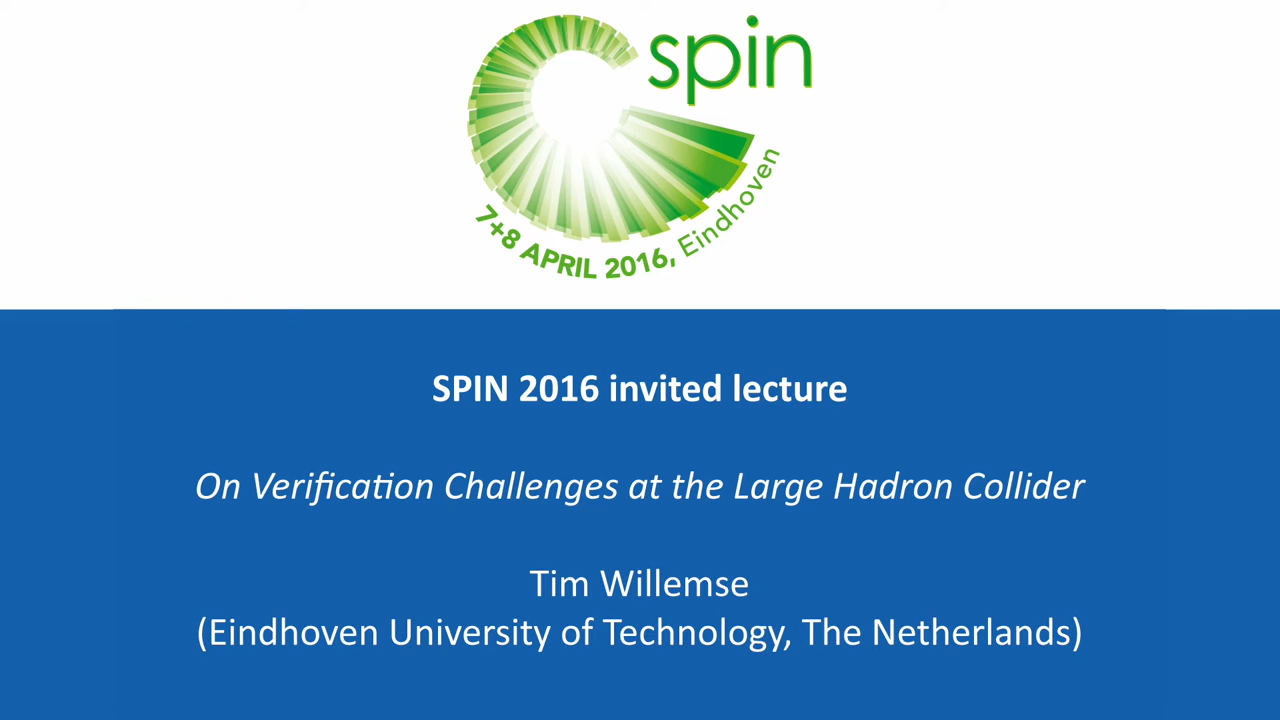 spin
7+8 APRIL 2016, Eindhoven
SPIN 2016 invited lecture
On Verification Challenges at the Large Hadron Collider
Tim Willemse
(Eindhoven University of Technology, The Netherlands)